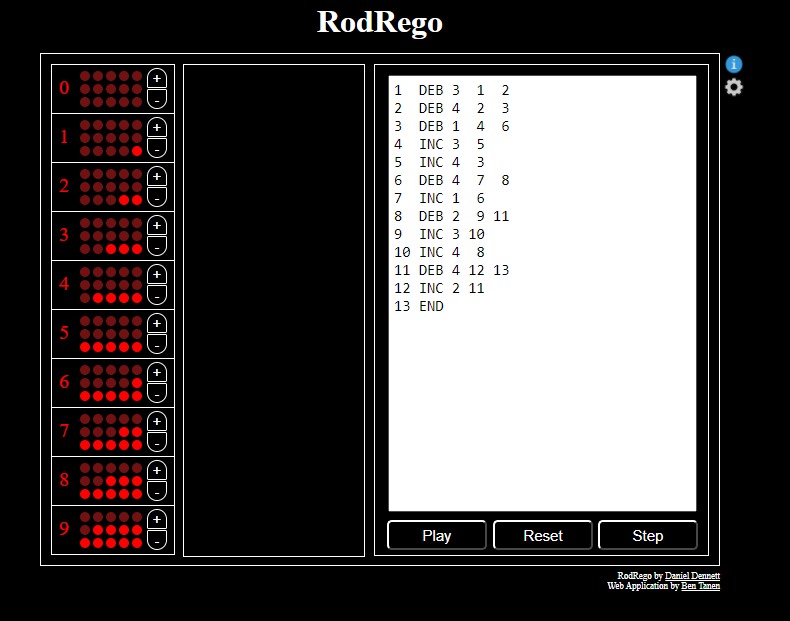 RodRego
0 + -
1 + -
2 + -
3 + -
4 + -
5 + -
6 + -
7 + -
8 + -
9 + -
i
1 DEB 3 1 2
2 DEB 4 2 3
3 DEB 1 4 6
4 INC 3 5
5 INC 4 3
6 DEB 4 7 8
7 INC 1 6
8 DEB 2 9 11
9 INC 3 10
10 INC 4 8
11 DEB 4 12 13
12 INC 2 11
13 END
Play Reset Step
RodRego by Daniel Dennett
Web Application by Ben Tanen